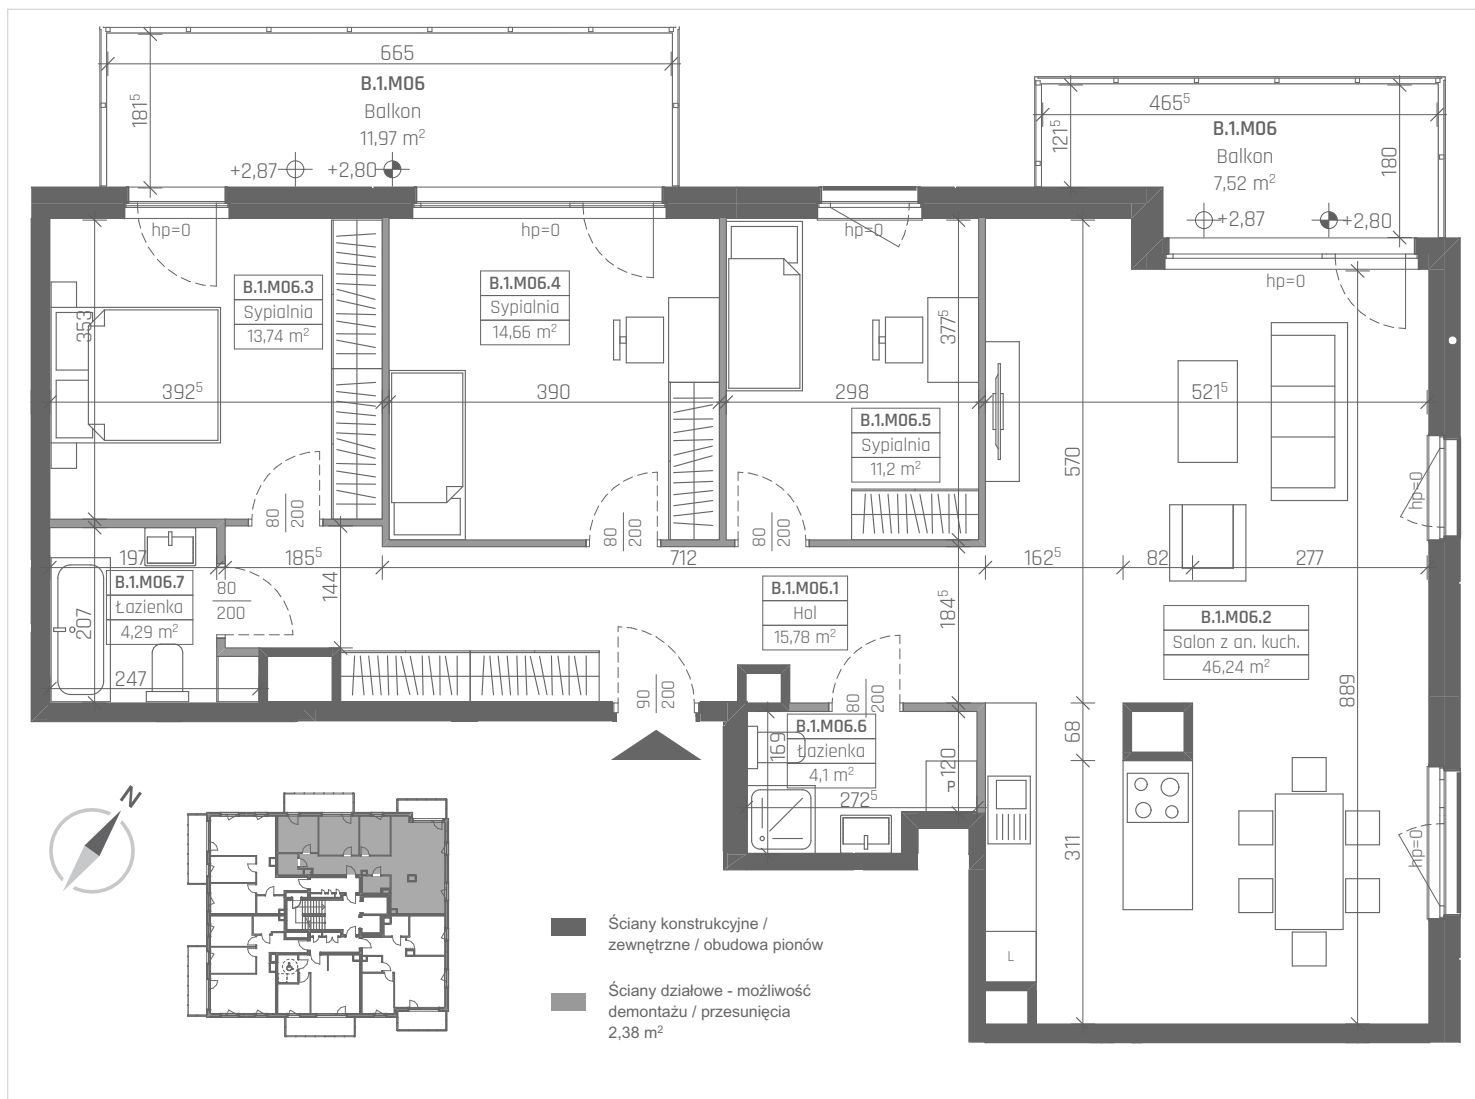 665
B.1.M06
Balkon
11,97 m²
181⁵
+2,87
+2,80
465⁵
B.1.M06
Balkon
7,52 m²
121⁵
180
+2,87
+2,80
hp=0
hp=0
hp=0
hp=0
B.1.M06.3
Sypialnia
13,74 m²
353
392⁵
B.1.M06.4
Sypialnia
14,66 m²
390
377⁵
298
B.1.M06.5
Sypialnia
11,2 m²
521⁵
570
hp=0
80
200
80
200
80
200
197
185⁵
712
162⁵
82
277
B.1.M06.7
Łazienka
4,29 m²
207
247
80
200
144
B.1.M06.1
Hol
15,78 m²
184⁵
B.1.M06.2
Salon z an. kuch.
46,24 m²
889
90
200
80
200
B.1.M06.6
Łazienka
4,1 m²
169
120
P
272⁵
68
311
hp=0
L
N
Ściany konstrukcyjne /
zewnętrzne / obudowa pionów
Ściany działowe - możliwość
demontażu / przesunięcia
2,38 m²